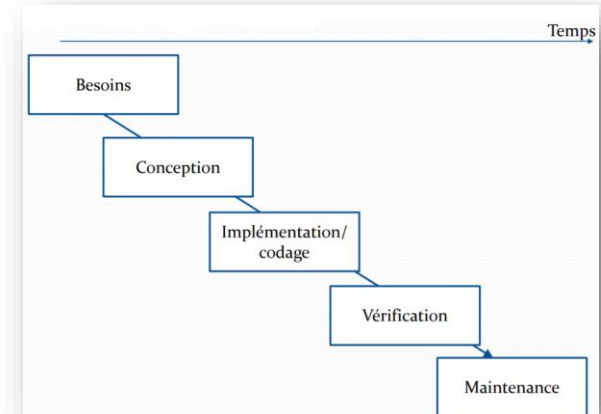 Temps
Besoins
Conception
Implémentation/
codage
Vérification
Maintenance